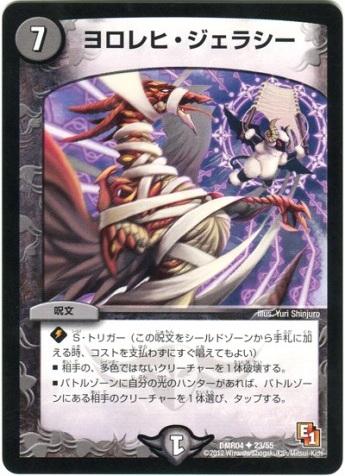 7
ヨロレヒ・ジェラシー
Illus. Yuri Shinjuro
呪文
S・トリガー（この呪文をシールドゾーンから手札に加える時、コストを支払わずにすぐ唱えてもよい）
■ 相手の、多色ではないクリーチャーを１体破壊する。
■ バトルゾーンに自分の光のハンターがあれば、バトルゾーンにある相手のクリーチャーを１体選び、タップする。
1
DMR04 ◆ 23/55
E1